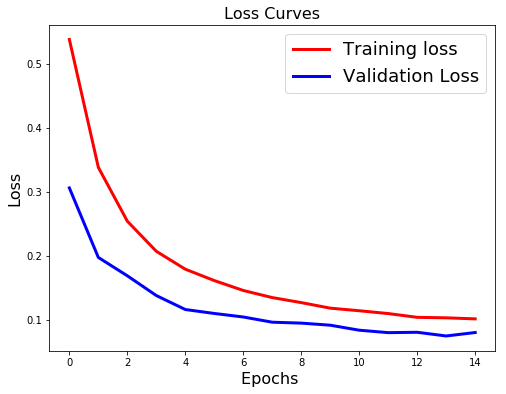 Loss Curves
Training loss
Validation Loss
Loss
0.5
0.4
0.3
0.2
0.1
0 2 4 6 8 10 12 14
Epochs